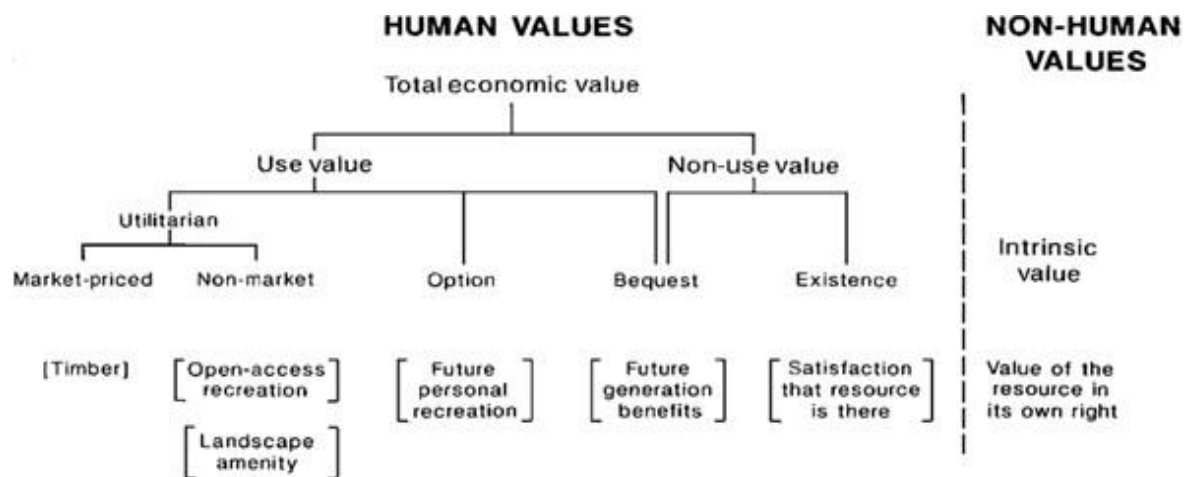 HUMAN VALUES
NON-HUMAN
VALUES
Total economic value
Use value
Non-use value
Utilitarian
Market-priced
Non-market
Option
Bequest
Existence
Intrinsic
value
[Timber]
[Open-access
recreation]
[Future
personal
recreation]
[Future
generation
benefits]
[Satisfaction
that resource
is there]
Value of the
resource in
its own right
[Landscape
amenity]